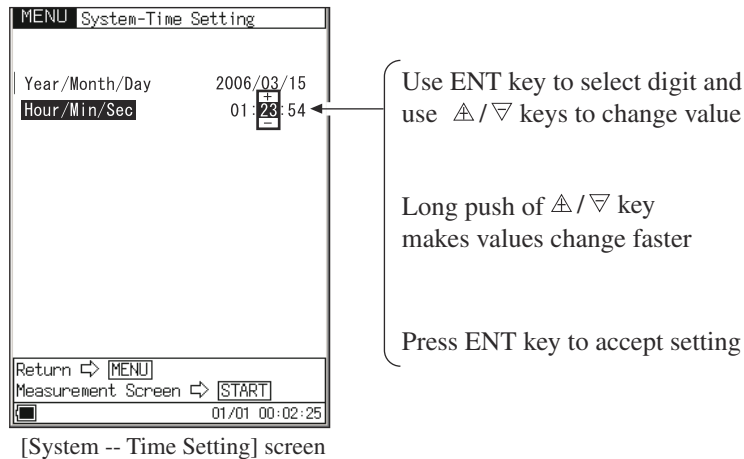 MENU System-Time Setting
Year/Month/Day 2006/03/15
+
Hour/Min/Sec 01:23:54
−
Use ENT key to select digit and
use △+/▽− keys to change value
Long push of △+/▽− key
makes values change faster
Press ENT key to accept setting
Return ⇨ MENU
Measurement Screen ⇨ START
01/01 00:02:25
[System -- Time Setting] screen